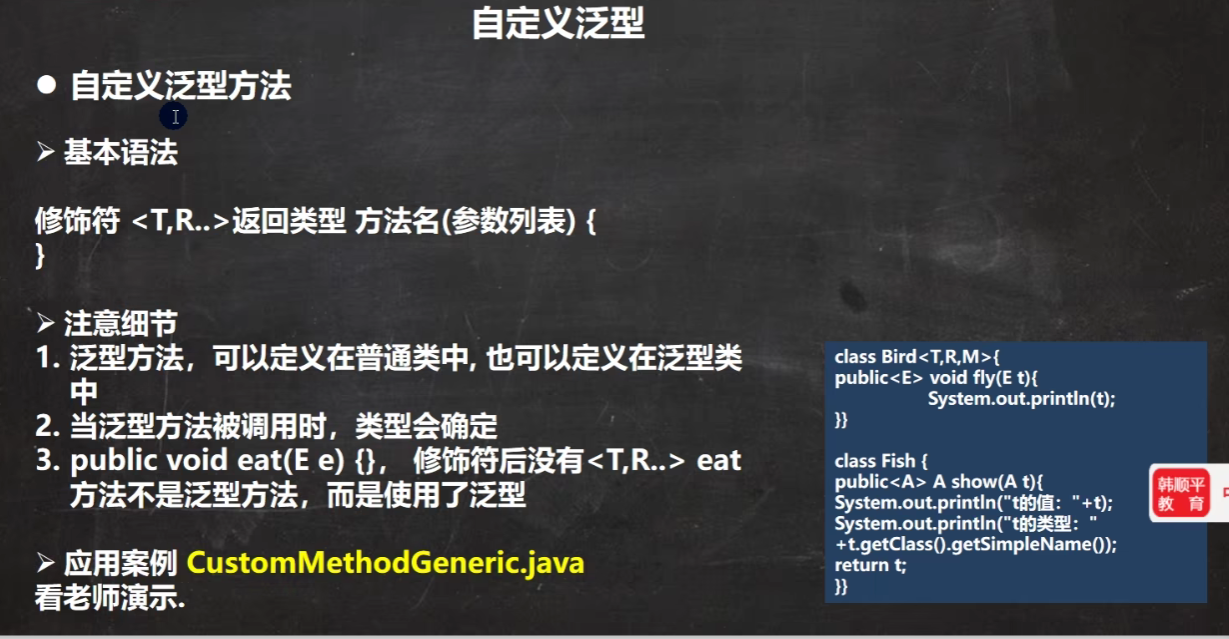 自定义泛型
● 自定义泛型方法
➢ 基本语法
修饰符 <T,R..>返回类型 方法名(参数列表) {
}
➢ 注意细节
1. 泛型方法，可以定义在普通类中, 也可以定义在泛型类
中
2. 当泛型方法被调用时，类型会确定
3. public void eat(E e) {}， 修饰符后没有<T,R..> eat
方法不是泛型方法，而是使用了泛型
➢ 应用案例 CustomMethodGeneric.java
看老师演示.
class Bird<T,R,M>{
public<E> void fly(E t){
System.out.println(t);
}}
class Fish {
public<A> A show(A t){
System.out.println("t的值："+t);
System.out.println("t的类型："
+t.getClass().getSimpleName());
return t;
}}
韩顺平
教 育